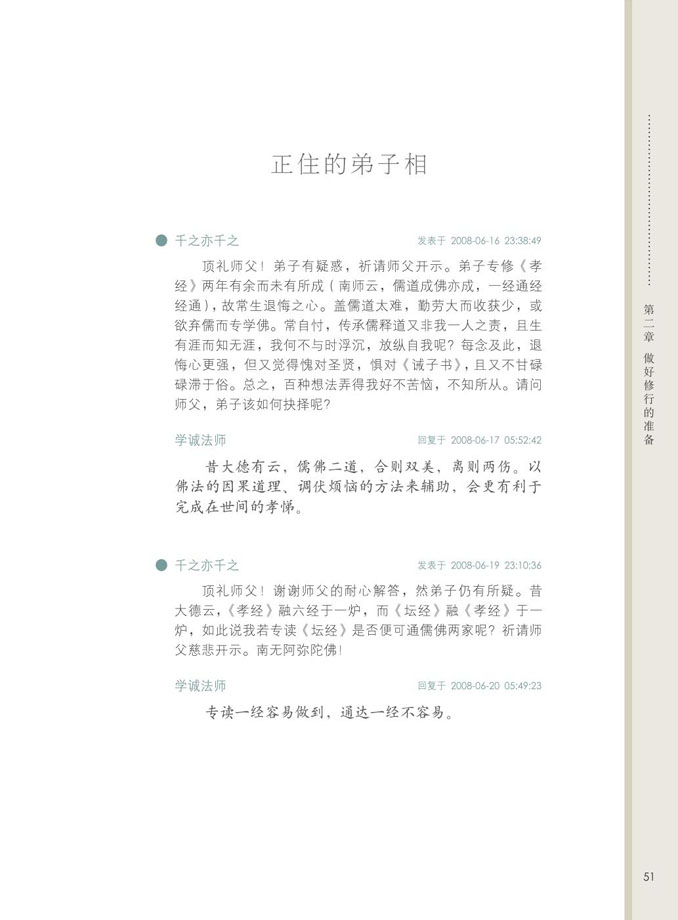 正住的弟子相
千之亦千之 发表于 2008-06-16 23:38:49
顶礼师父！弟子有疑惑，祈请师父开示。弟子专修《孝
经》两年有余而未有所成（南师云，儒道成佛亦成，一经通经
经通），故常生退悔之心。盖儒道太难，勤劳大而收获少，或
欲弃儒而专学佛。常自忖，传承儒释道又非我一人之责，且生
有涯而知无涯，我何不与时浮沉，放纵自我呢？每念及此，退
悔心更强，但又觉得愧对圣贤，惧对《诫子书》，且又不甘碌
碌滞于俗。总之，百种想法弄得我好不苦恼，不知所从。请问
师父，弟子该如何抉择呢？
学诚法师 回复于 2008-06-17 05:52:42
昔大德有云，儒佛二道，合则双美，离则两伤。以
佛法的因果道理、调伏烦恼的方法来辅助，会更有利于
完成在世间的孝悌。
千之亦千之 发表于 2008-06-19 23:10:36
顶礼师父！谢谢师父的耐心解答，然弟子仍有所疑。昔
大德云，《孝经》融六经于一炉，而《坛经》融《孝经》于一
炉，如此说我若专读《坛经》是否便可通儒佛两家呢？祈请师
父慈悲开示。南无阿弥陀佛！
学诚法师 回复于 2008-06-20 05:49:23
专读一经容易做到，通达一经不容易。
第二章 做好修行的准备
51